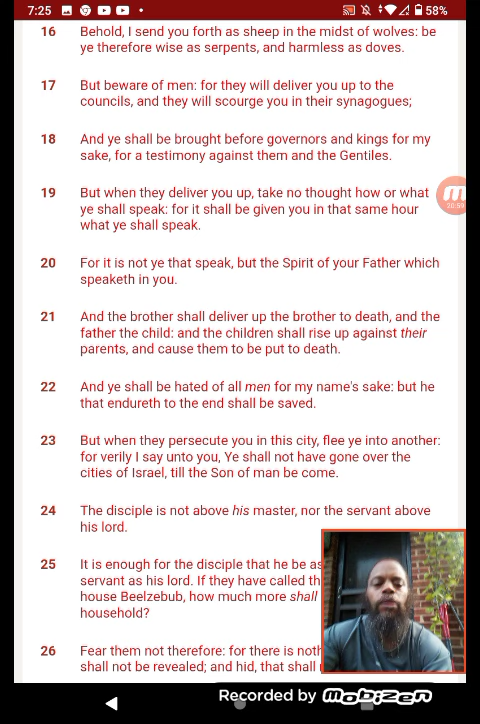 7:25 58%
16 Behold, I send you forth as sheep in the midst of wolves: be
ye therefore wise as serpents, and harmless as doves.
17 But beware of men: for they will deliver you up to the
councils, and they will scourge you in their synagogues;
18 And ye shall be brought before governors and kings for my
sake, for a testimony against them and the Gentiles.
19 But when they deliver you up, take no thought how or what
ye shall speak: for it shall be given you in that same hour
what ye shall speak.
20:59
20 For it is not ye that speak, but the Spirit of your Father which
speaketh in you.
21 And the brother shall deliver up the brother to death, and the
father the child: and the children shall rise up against their
parents, and cause them to be put to death.
22 And ye shall be hated of all men for my name's sake: but he
that endureth to the end shall be saved.
23 But when they persecute you in this city, flee ye into another:
for verily I say unto you, Ye shall not have gone over the
cities of Israel, till the Son of man be come.
24 The disciple is not above his master, nor the servant above
his lord.
25 It is enough for the disciple that he be as
servant as his lord. If they have called th
house Beelzebub, how much more shall
household?
26 Fear them not therefore: for there is noth
shall not be revealed; and hid, that shall
Recorded by mobizen